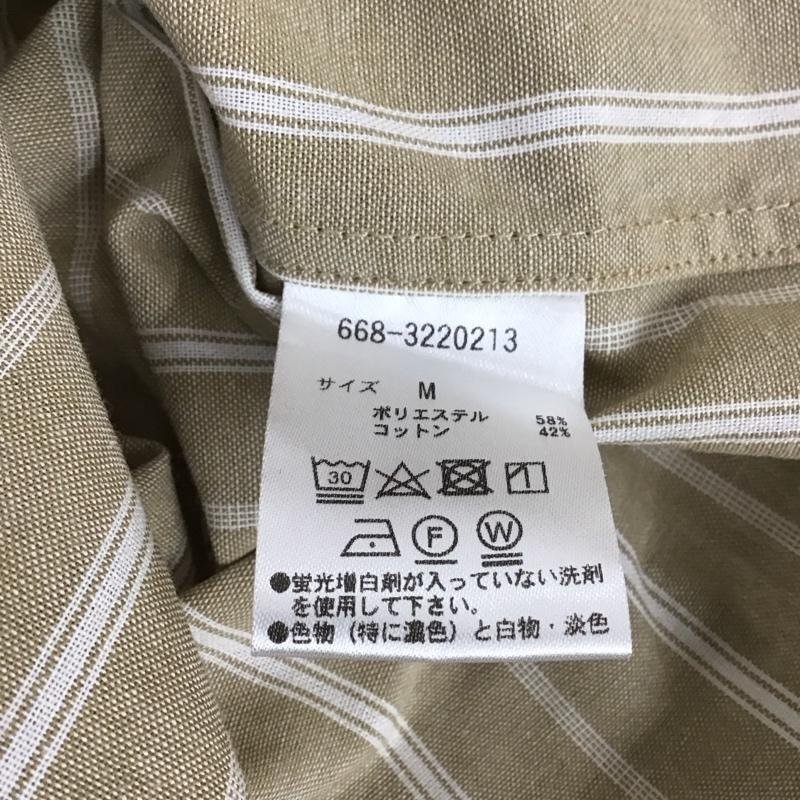 668-3220213
サイズ M
ポリエステル 58%
コットン 42%
30
F W
●蛍光増白剤が入っていない洗剤
を使用して下さい。
●色物(特に濃色)と白物・淡色